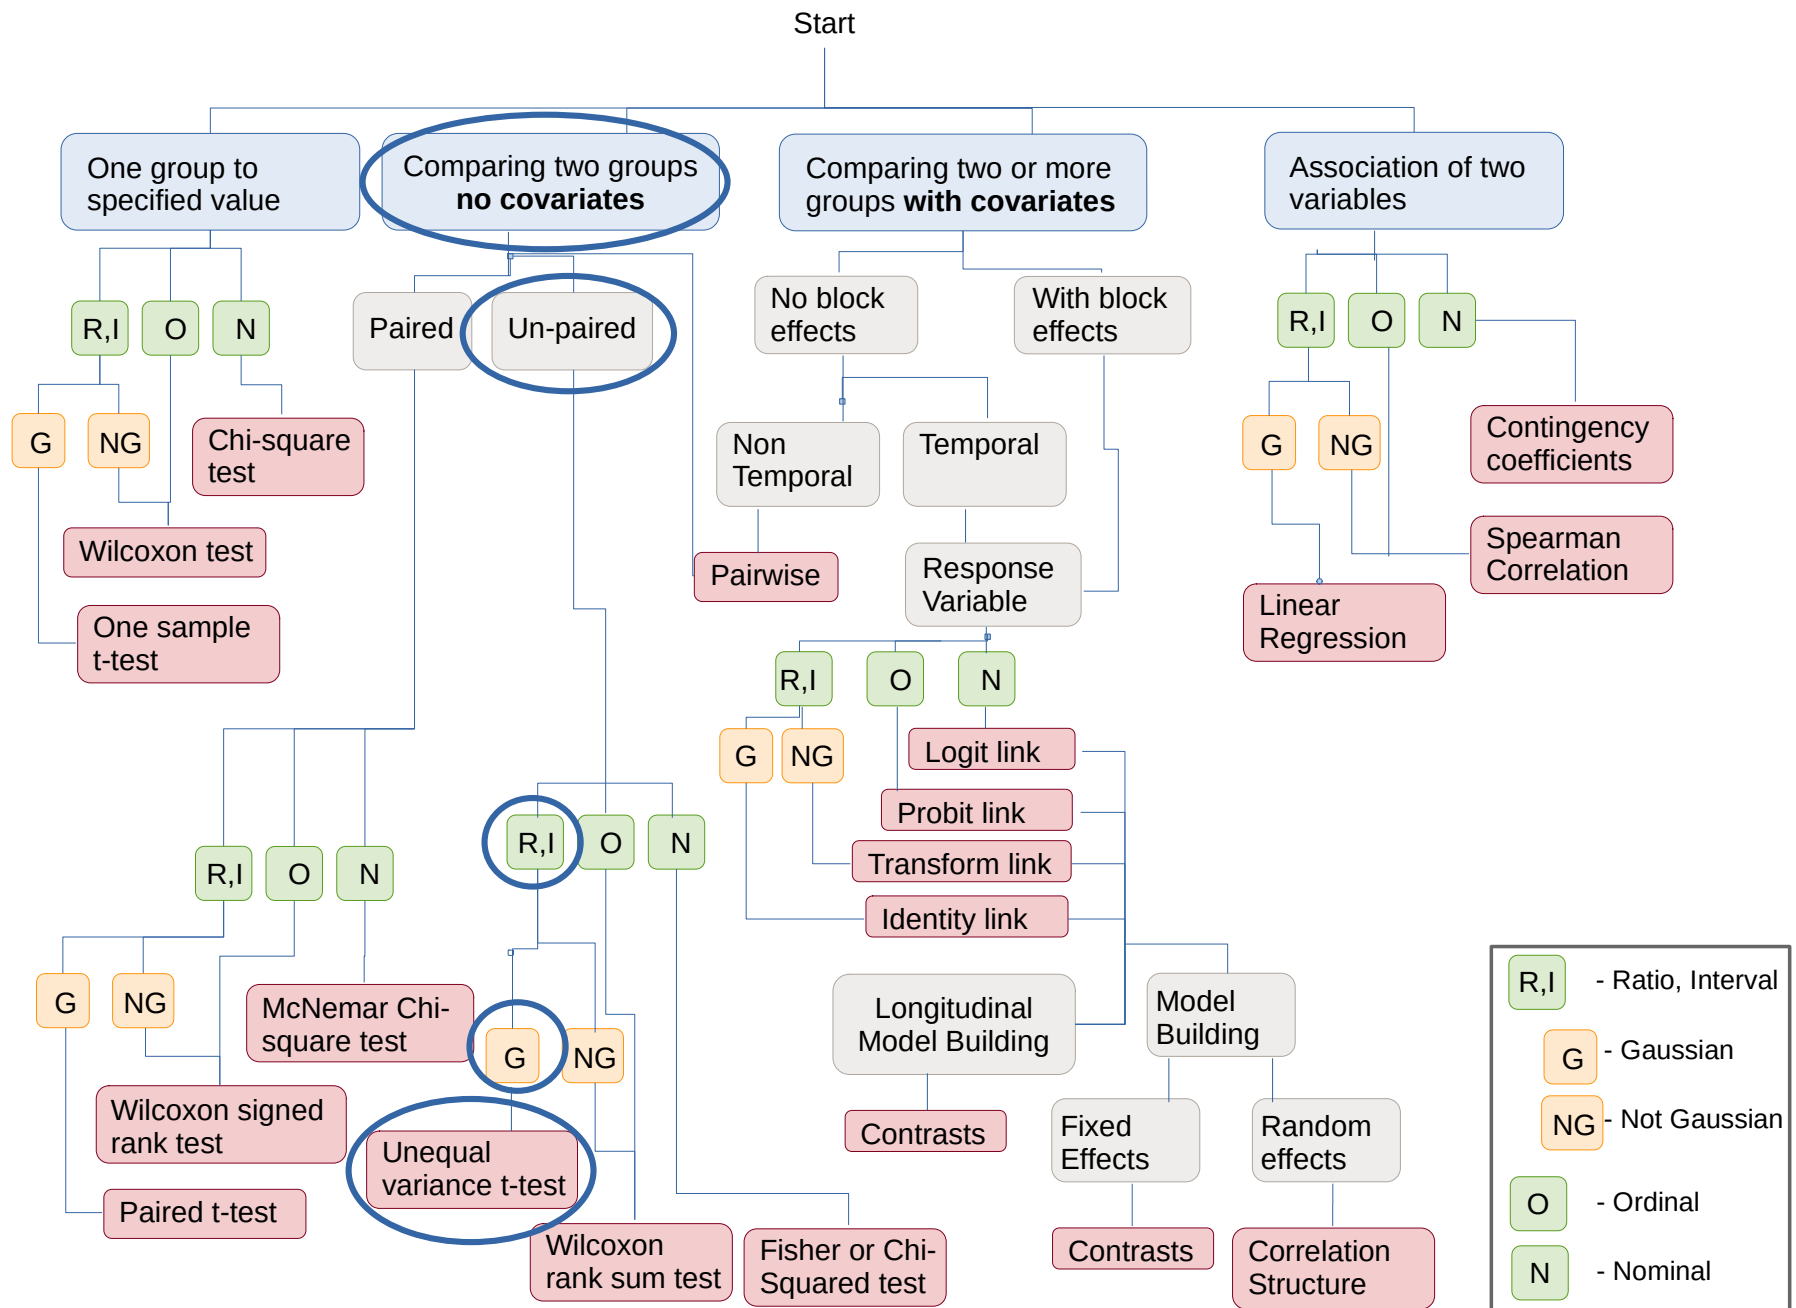 Start
One group to
specified value
Comparing two groups
no covariates
Comparing two or more
groups with covariates
Association of two
variables
R,I
O
N
G
NG
Chi-square
test
Wilcoxon test
One sample
t-test
Paired
Un-paired
No block
effects
With block
effects
Non
Temporal
Temporal
Pairwise
Response
Variable
R,I
O
N
G
NG
Contingency
coefficients
Spearman
Correlation
Linear
Regression
R,I
O
N
G
NG
Logit link
Probit link
Transform link
Identity link
R,I
O
N
G
NG
McNemar Chi-
square test
Wilcoxon signed
rank test
Paired t-test
R,I
O
N
G
NG
Unequal
variance t-test
Wilcoxon
rank sum test
Fisher or Chi-
Squared test
Longitudinal
Model Building
Contrasts
Model
Building
Fixed
Effects
Random
effects
Contrasts
Correlation
Structure
R,I - Ratio, Interval
G - Gaussian
NG - Not Gaussian
O - Ordinal
N - Nominal